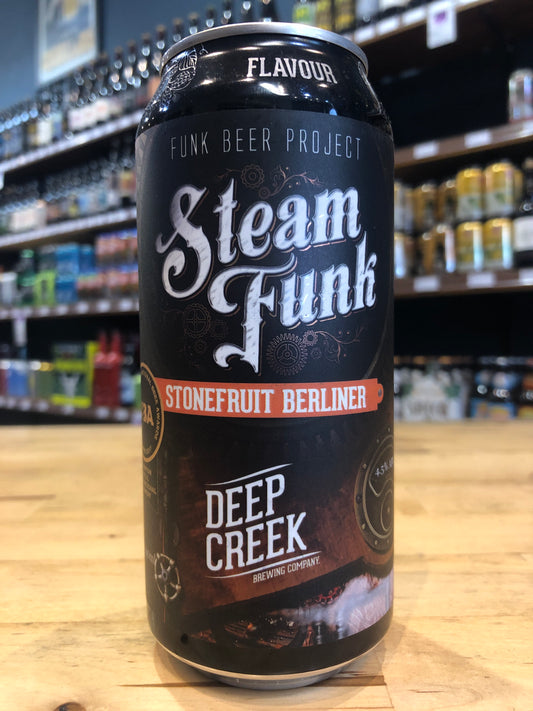 FLAVOUR
FUNK BEER PROJECT
Steam
Funk
STONEFRUIT BERLINER
DEEP
CREEK
BREWING COMPANY